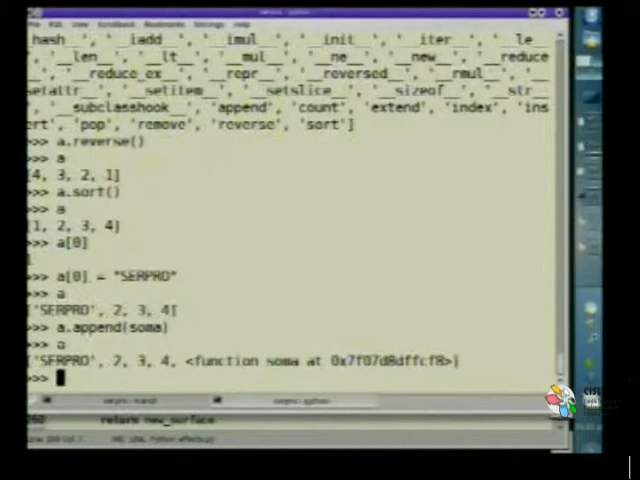 hash__', '__iadd__', '__imul__', '__init__', '__iter__', '__le
'__len__', '__lt__', '__mul__', '__ne__', '__new__', '__reduce
'__reduce_ex__', '__repr__', '__reversed__', '__rmul__', '__
setattr__', '__setitem__', '__setslice__', '__sizeof__', '__str__
'__subclasshook__', 'append', 'count', 'extend', 'index', 'ins
ert', 'pop', 'remove', 'reverse', 'sort']
>>> a.reverse()
>>> a
[4, 3, 2, 1]
>>> a.sort()
>>> a
[1, 2, 3, 4]
>>> a[0]
1
>>> a[0] = "SERPRO"
>>> a
['SERPRO', 2, 3, 4]
>>> a.append(soma)
>>> a
['SERPRO', 2, 3, 4, <function soma at 0x7f07d8dffcf8>]
>>>
return new_surface